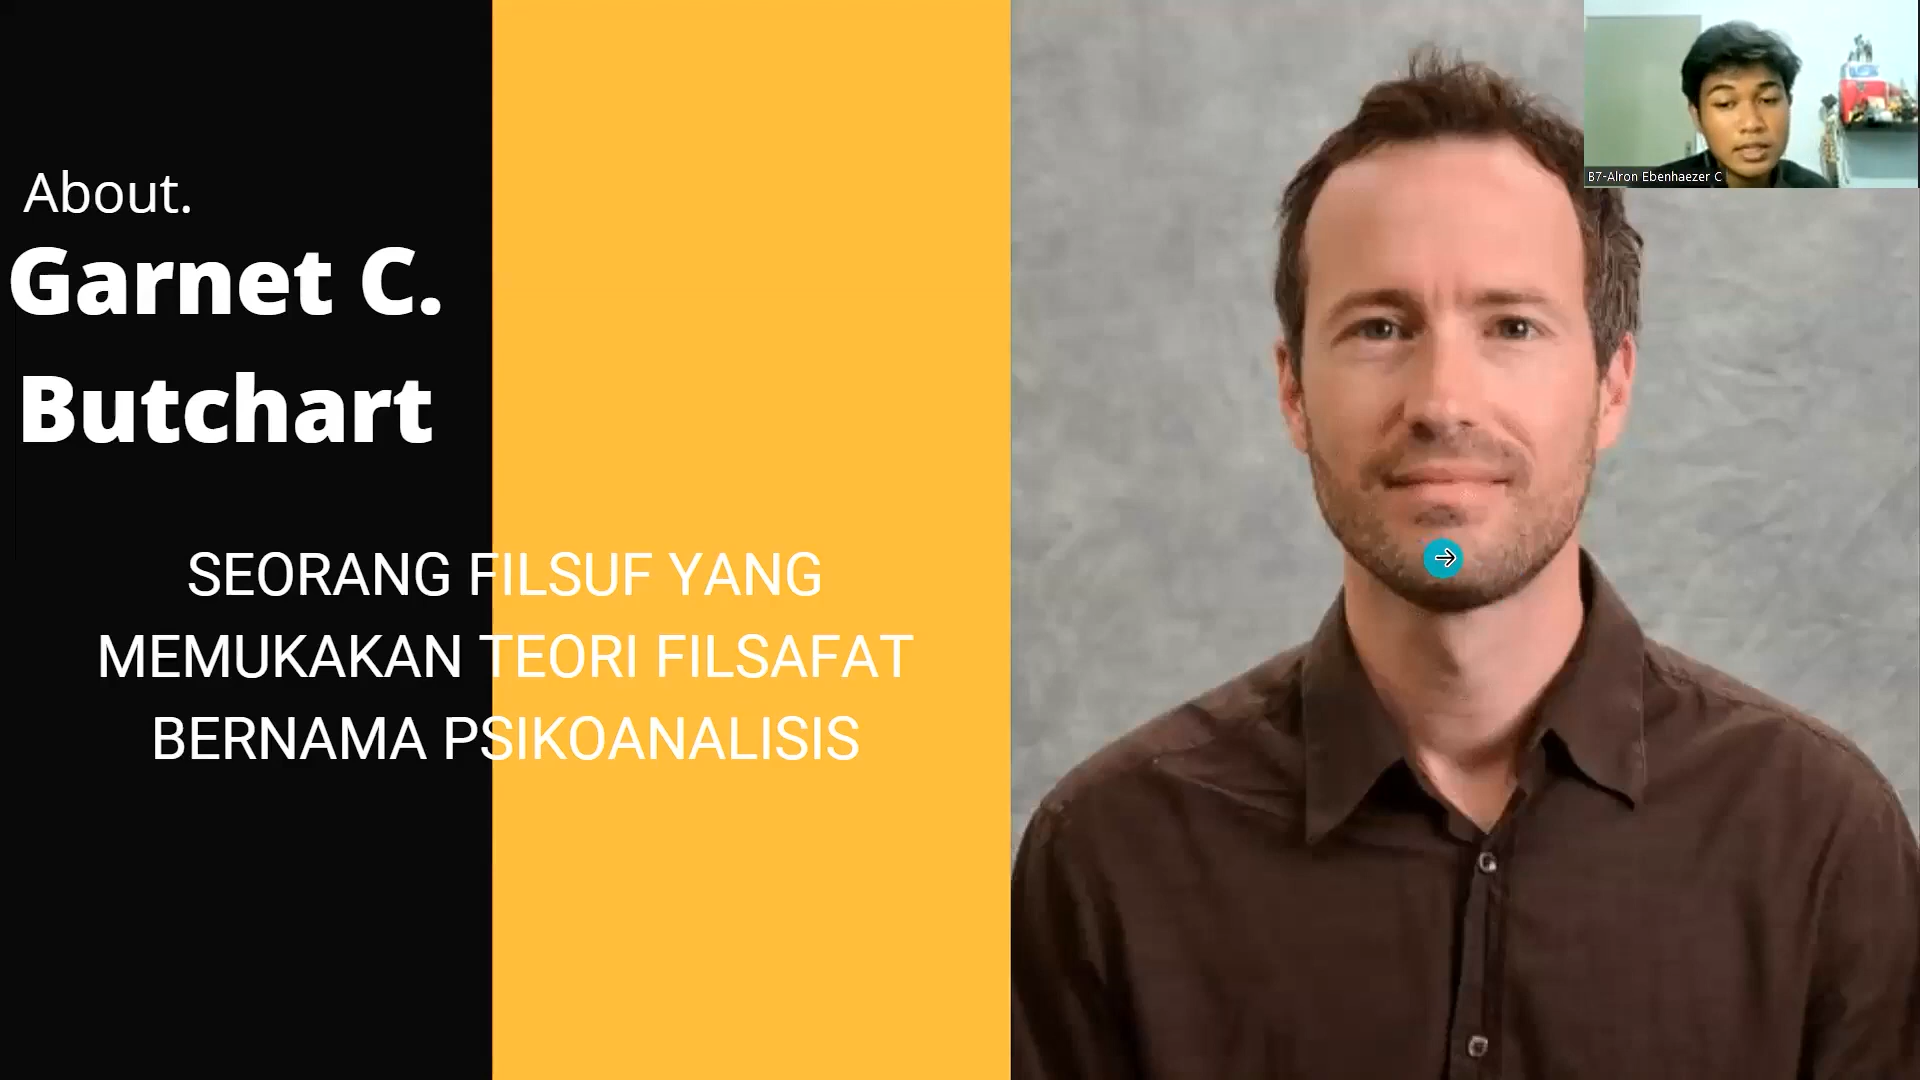 About.
Garnet C.
Butchart
SEORANG FILSUF YANG
MEMUKAKAN TEORI FILSAFAT
BERNAMA PSIKOANALISIS
B7-Alron Ebenhaezer C